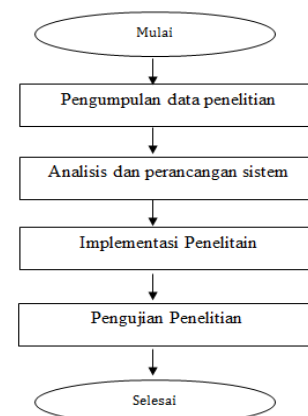 Mulai
Pengumpulan data penelitian
Analisis dan perancangan sistem
Implementasi Penelitain
Pengujian Penelitian
Selesai